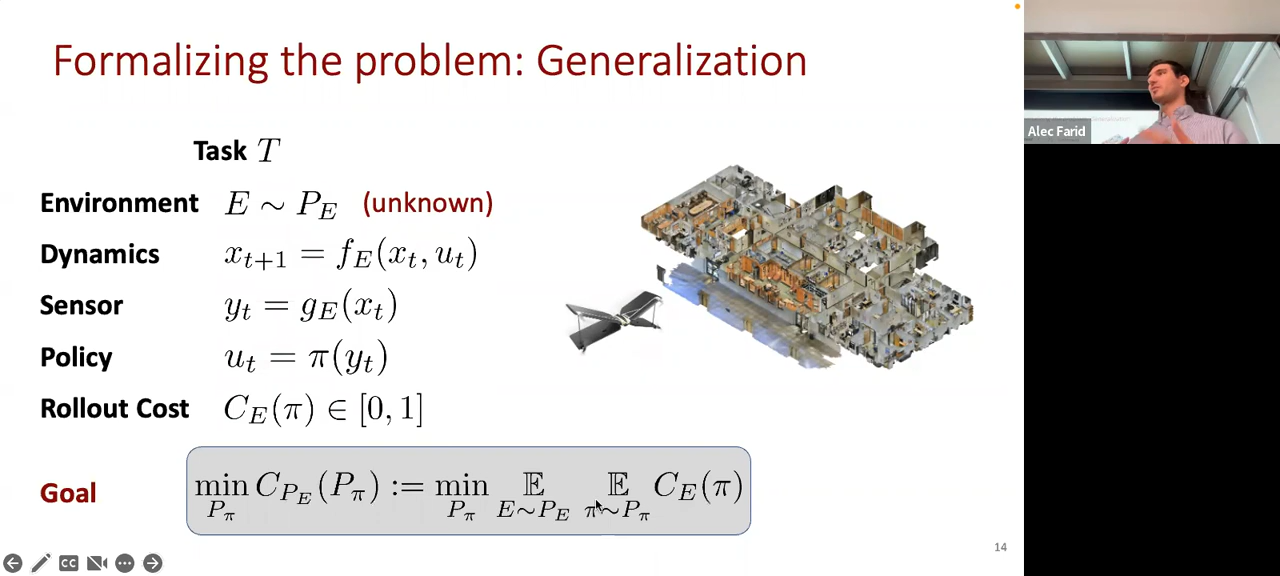 Formalizing the problem: Generalization
Task T
Environment E ∼ P_E (unknown)
Dynamics x_{t+1} = f_E(x_t, u_t)
Sensor y_t = g_E(x_t)
Policy u_t = π(y_t)
Rollout Cost C_E(π) ∈ [0, 1]
Goal min_{P_π} C_{P_E}(P_π) := min_{P_π} 𝔼_{E∼P_E} 𝔼_{π∼P_π} C_E(π)
14
CC
Alec Farid